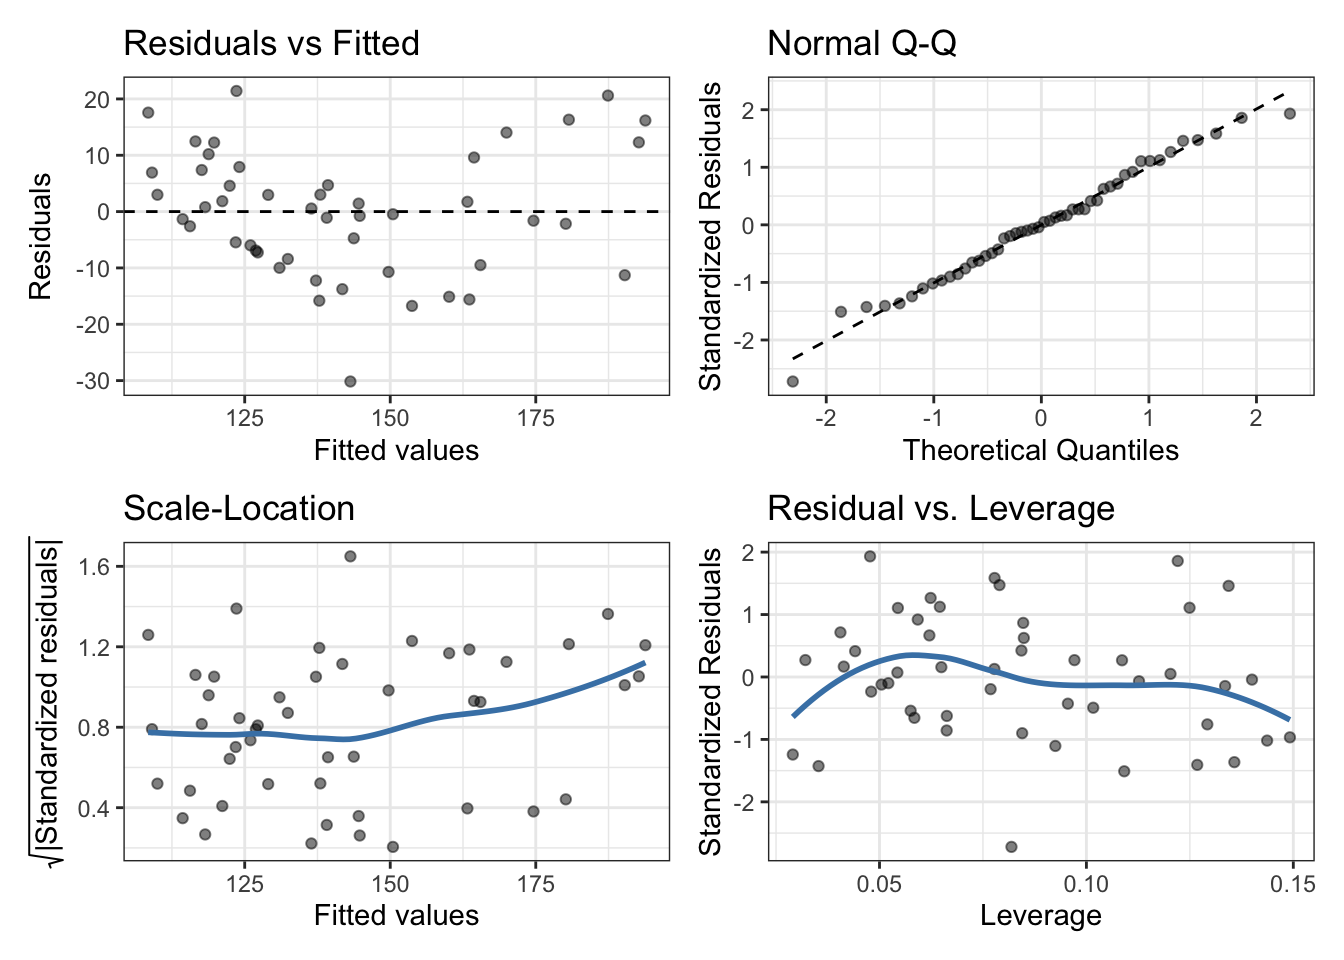 Residuals vs Fitted
20
10
0
-10
-20
-30
Residuals
125 150 175
Fitted values
Normal Q-Q
2
1
0
-1
-2
Standardized Residuals
-2 -1 0 1 2
Theoretical Quantiles
Scale-Location
1.6
1.2
0.8
0.4
√|Standardized residuals|
125 150 175
Fitted values
Residual vs. Leverage
2
1
0
-1
-2
Standardized Residuals
0.05 0.10 0.15
Leverage